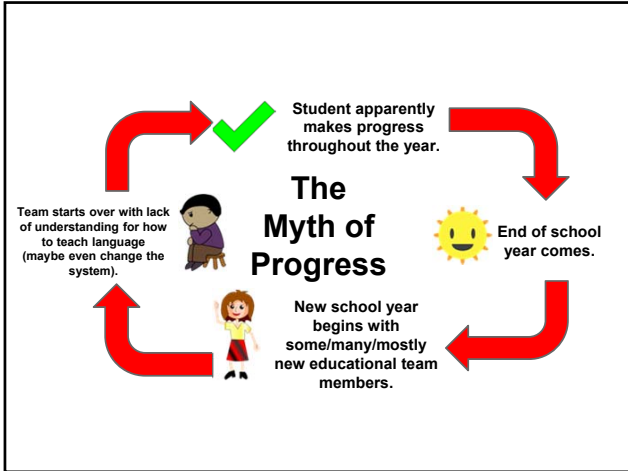 Student apparently
makes progress
throughout the year.
The
Myth of
Progress
End of school
year comes.
New school year
begins with
some/many/mostly
new educational team
members.
Team starts over with lack
of understanding for how
to teach language
(maybe even change the
system).